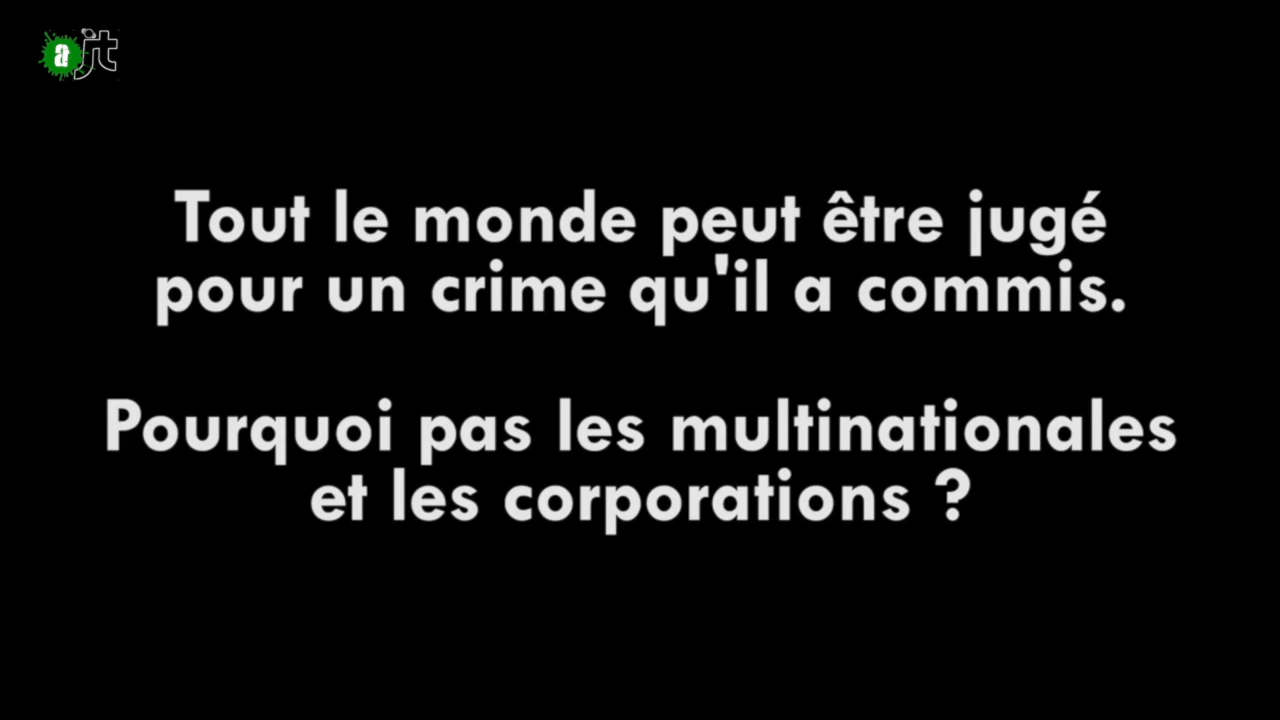 ajt
Tout le monde peut être jugé
pour un crime qu'il a commis.
Pourquoi pas les multinationales
et les corporations ?